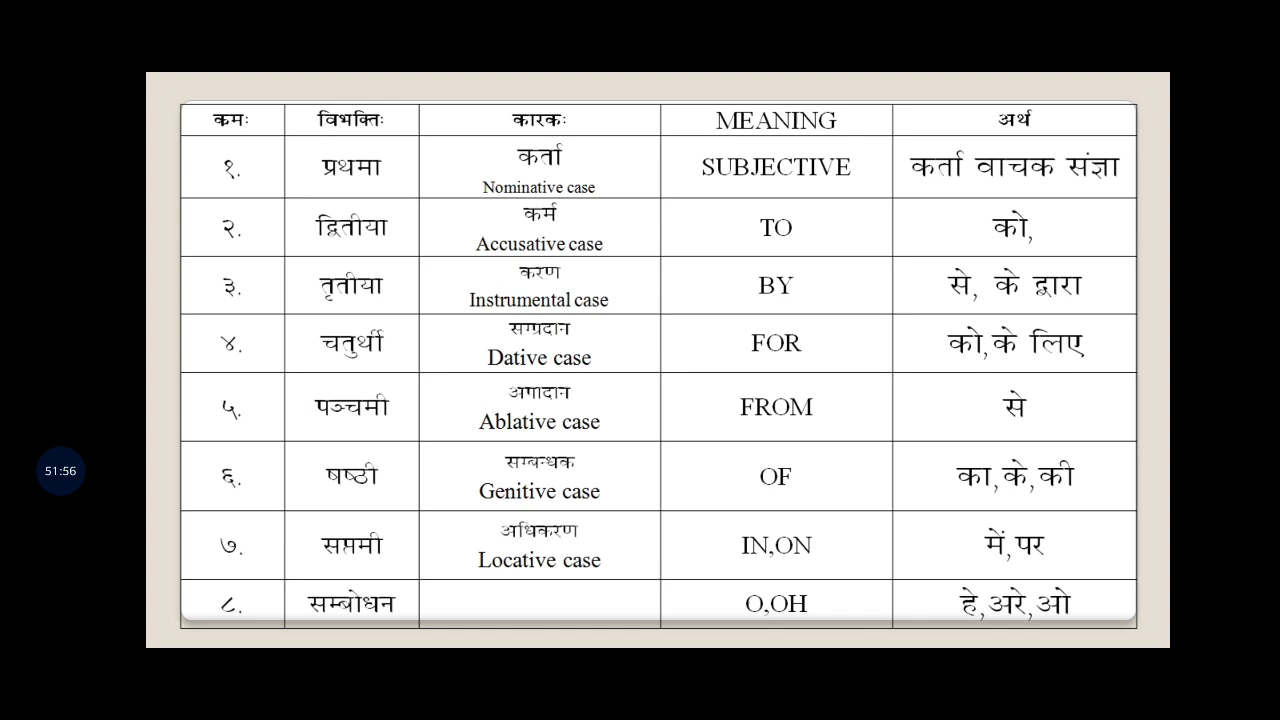 कमः विभक्तिः कारकः MEANING अर्थ
१. प्रथमा कर्ता SUBJECTIVE कर्ता वाचक संज्ञा
Nominative case
२. द्वितीया कर्म TO को,
Accusative case
३. तृतीया करण BY से, के द्वारा
Instrumental case
४. चतुर्थी सम्प्रदान FOR को,के लिए
Dative case
५. पञ्चमी अपादान FROM से
Ablative case
६. षष्ठी सम्बन्धक OF का,के,की
Genitive case
७. सप्तमी अधिकरण IN,ON में,पर
Locative case
८. सम्बोधन O,OH हे,अरे,ओ
51:56